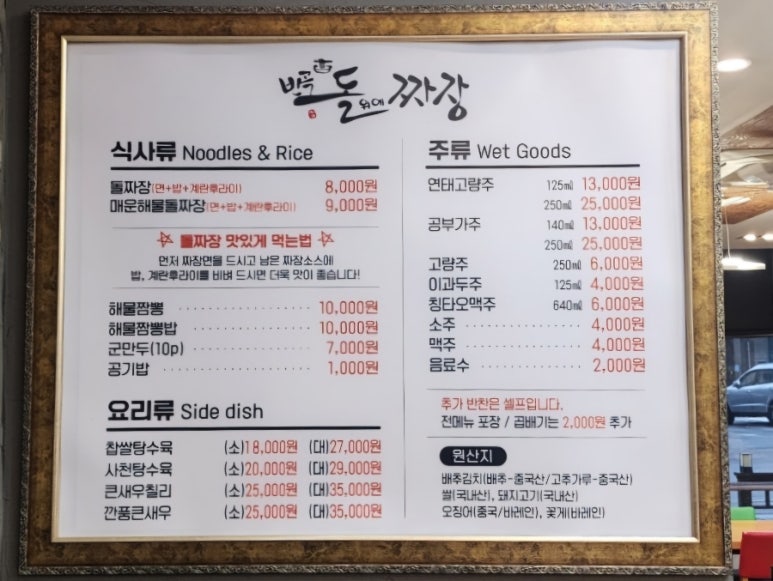 반곡
돌
위에
짜장
식사류 Noodles & Rice
돌짜장(면+밥+계란후라이) 8,000원
매운해물돌짜장(면+밥+계란후라이) 9,000원
돌짜장 맛있게 먹는법
먼저 짜장면을 드시고 남은 짜장소스에
밥, 계란후라이를 비벼 드시면 더욱 맛이 좋습니다!
해물짬뽕 10,000원
해물짬뽕밥 10,000원
군만두(10p) 7,000원
공기밥 1,000원
요리류 Side dish
찹쌀탕수육 (소)18,000원 (대)27,000원
사천탕수육 (소)20,000원 (대)29,000원
큰새우칠리 (소)25,000원 (대)35,000원
깐풍큰새우 (소)25,000원 (대)35,000원
주류 Wet Goods
연태고량주 125㎖ 13,000원
250㎖ 25,000원
공부가주 140㎖ 13,000원
250㎖ 25,000원
고량주 250㎖ 6,000원
이과두주 125㎖ 4,000원
칭타오맥주 640㎖ 6,000원
소주 4,000원
맥주 4,000원
음료수 2,000원
추가 반찬은 셀프입니다.
전메뉴 포장 / 곱배기는 2,000원 추가
원산지
배추김치(배추-중국산/고추가루-중국산)
쌀(국내산), 돼지고기(국내산)
오징어(중국/바레인), 꽃게(바레인)